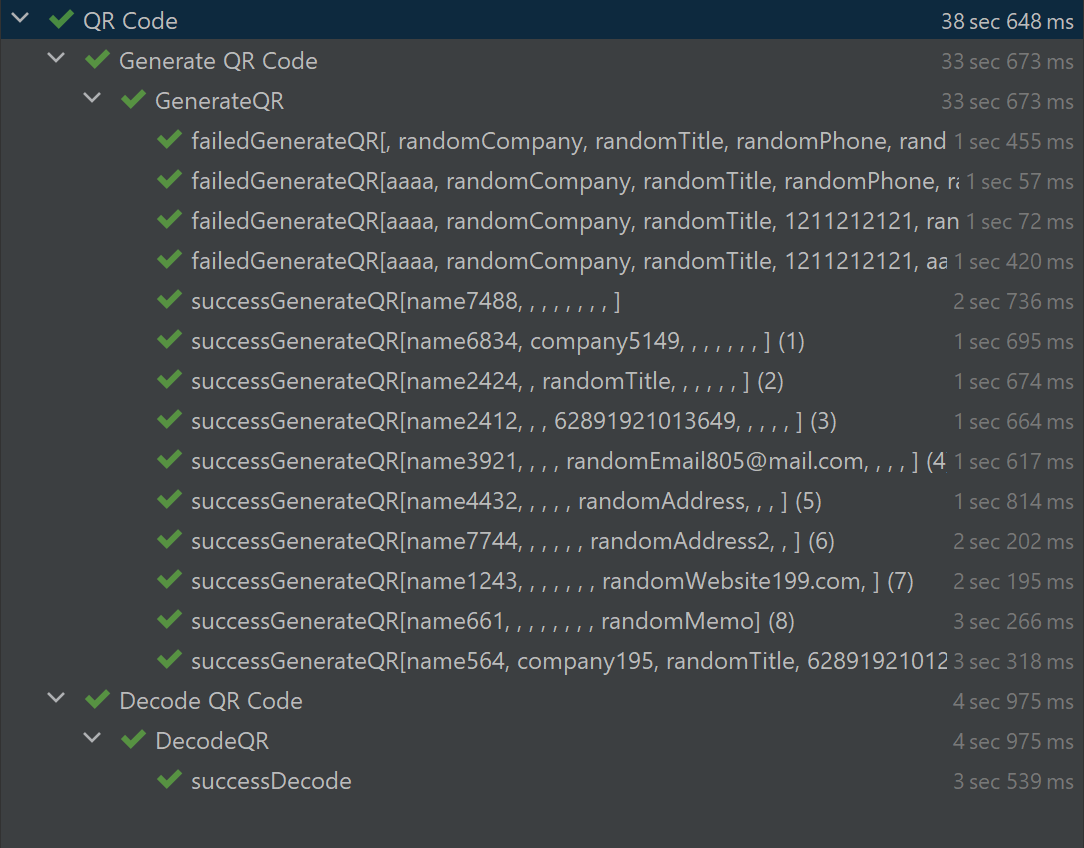 QR Code 38 sec 648 ms
Generate QR Code 33 sec 673 ms
GenerateQR 33 sec 673 ms
failedGenerateQR[, randomCompany, randomTitle, randomPhone, rand 1 sec 455 ms
failedGenerateQR[aaaa, randomCompany, randomTitle, randomPhone, ra 1 sec 57 ms
failedGenerateQR[aaaa, randomCompany, randomTitle, 1211212121, ran 1 sec 72 ms
failedGenerateQR[aaaa, randomCompany, randomTitle, 1211212121, aa 1 sec 420 ms
successGenerateQR[name7488, , , , , , , , ] 2 sec 736 ms
successGenerateQR[name6834, company5149, , , , , , , ] (1) 1 sec 695 ms
successGenerateQR[name2424, , randomTitle, , , , , , ] (2) 1 sec 674 ms
successGenerateQR[name2412, , , 62891921013649, , , , , ] (3) 1 sec 664 ms
successGenerateQR[name3921, , , , randomEmail805@mail.com, , , , ] (4 1 sec 617 ms
successGenerateQR[name4432, , , , , randomAddress, , , ] (5) 1 sec 814 ms
successGenerateQR[name7744, , , , , , randomAddress2, , ] (6) 2 sec 202 ms
successGenerateQR[name1243, , , , , , , randomWebsite199.com, ] (7) 2 sec 195 ms
successGenerateQR[name661, , , , , , , , randomMemo] (8) 3 sec 266 ms
successGenerateQR[name564, company195, randomTitle, 62891921012 3 sec 318 ms
Decode QR Code 4 sec 975 ms
DecodeQR 4 sec 975 ms
successDecode 3 sec 539 ms